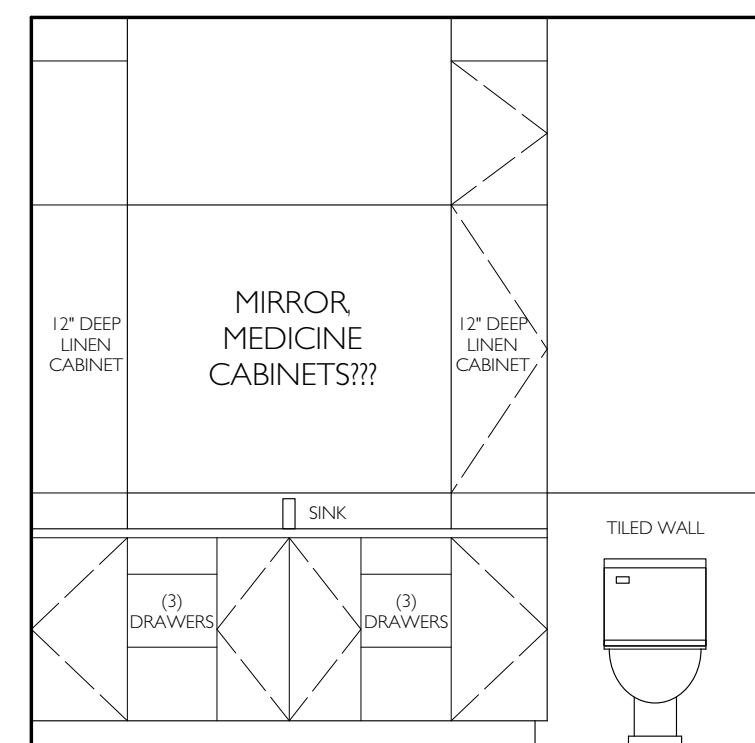 12" DEEP
LINEN
CABINET
MIRROR,
MEDICINE
CABINETS???
12" DEEP
LINEN
CABINET
SINK
TILED WALL
(3)
DRAWERS
(3)
DRAWERS